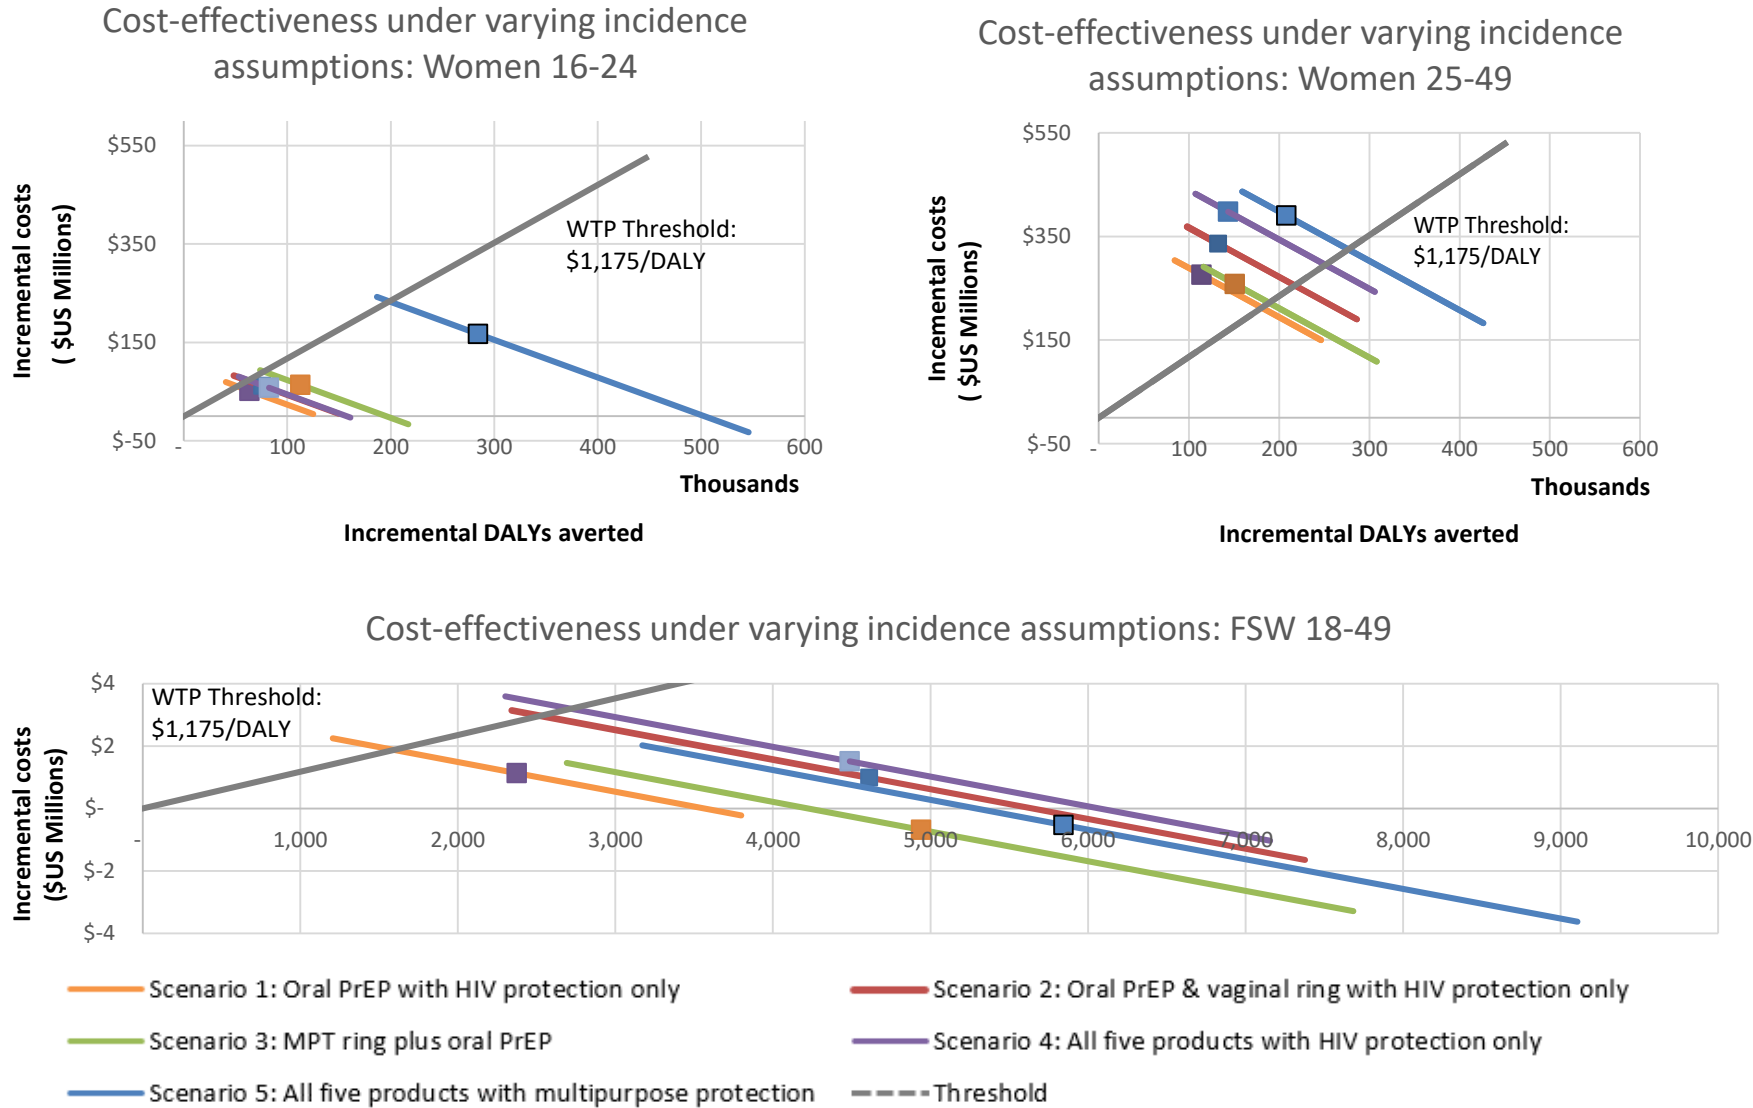 Cost-effectiveness under varying incidence
assumptions: Women 16-24
Incremental costs
( $US Millions)
$550
$350
$150
$-50
WTP Threshold:
$1,175/DALY
-
100
200
300
400
500
600
Thousands
Incremental DALYs averted
Cost-effectiveness under varying incidence
assumptions: Women 25-49
Incemental costs
( $US Millions)
$550
$350
$150
$-50
WTP Threshold:
$1,175/DALY
-
100
200
300
400
500
600
Thousands
Incremental DALYs averted
Cost-effectiveness under varying incidence assumptions: FSW 18-49
Incremental costs
($US Millions)
$4
$2
$-
$-2
$-4
WTP Threshold:
$1,175/DALY
-
1,000
2,000
3,000
4,000
5,000
6,000
7,000
8,000
9,000
10,000
Scenario 1: Oral PrEP with HIV protection only
Scenario 2: Oral PrEP & vaginal ring with HIV protection only
Scenario 3: MPT ring plus oral PrEP
Scenario 4: All five products with HIV protection only
Scenario 5: All five products with multipurpose protection
Threshold